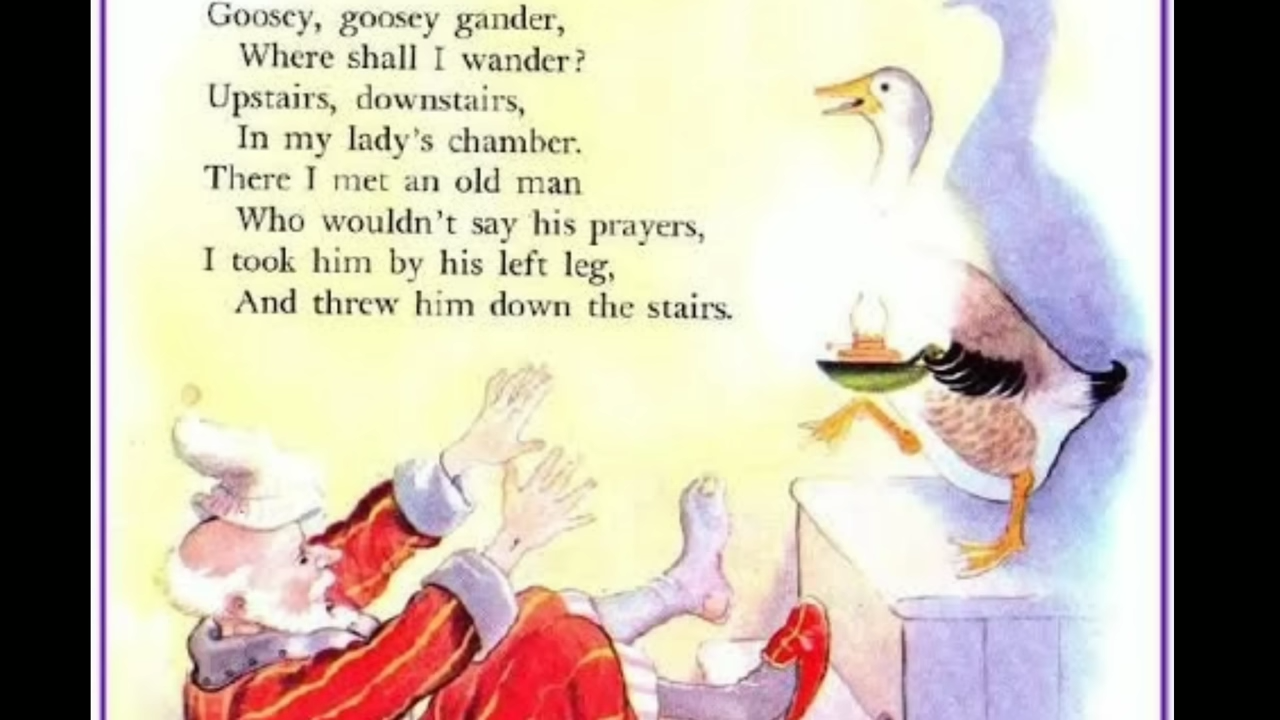 Goosey, goosey gander,
Where shall I wander?
Upstairs, downstairs,
In my lady's chamber.
There I met an old man
Who wouldn't say his prayers,
I took him by his left leg,
And threw him down the stairs.